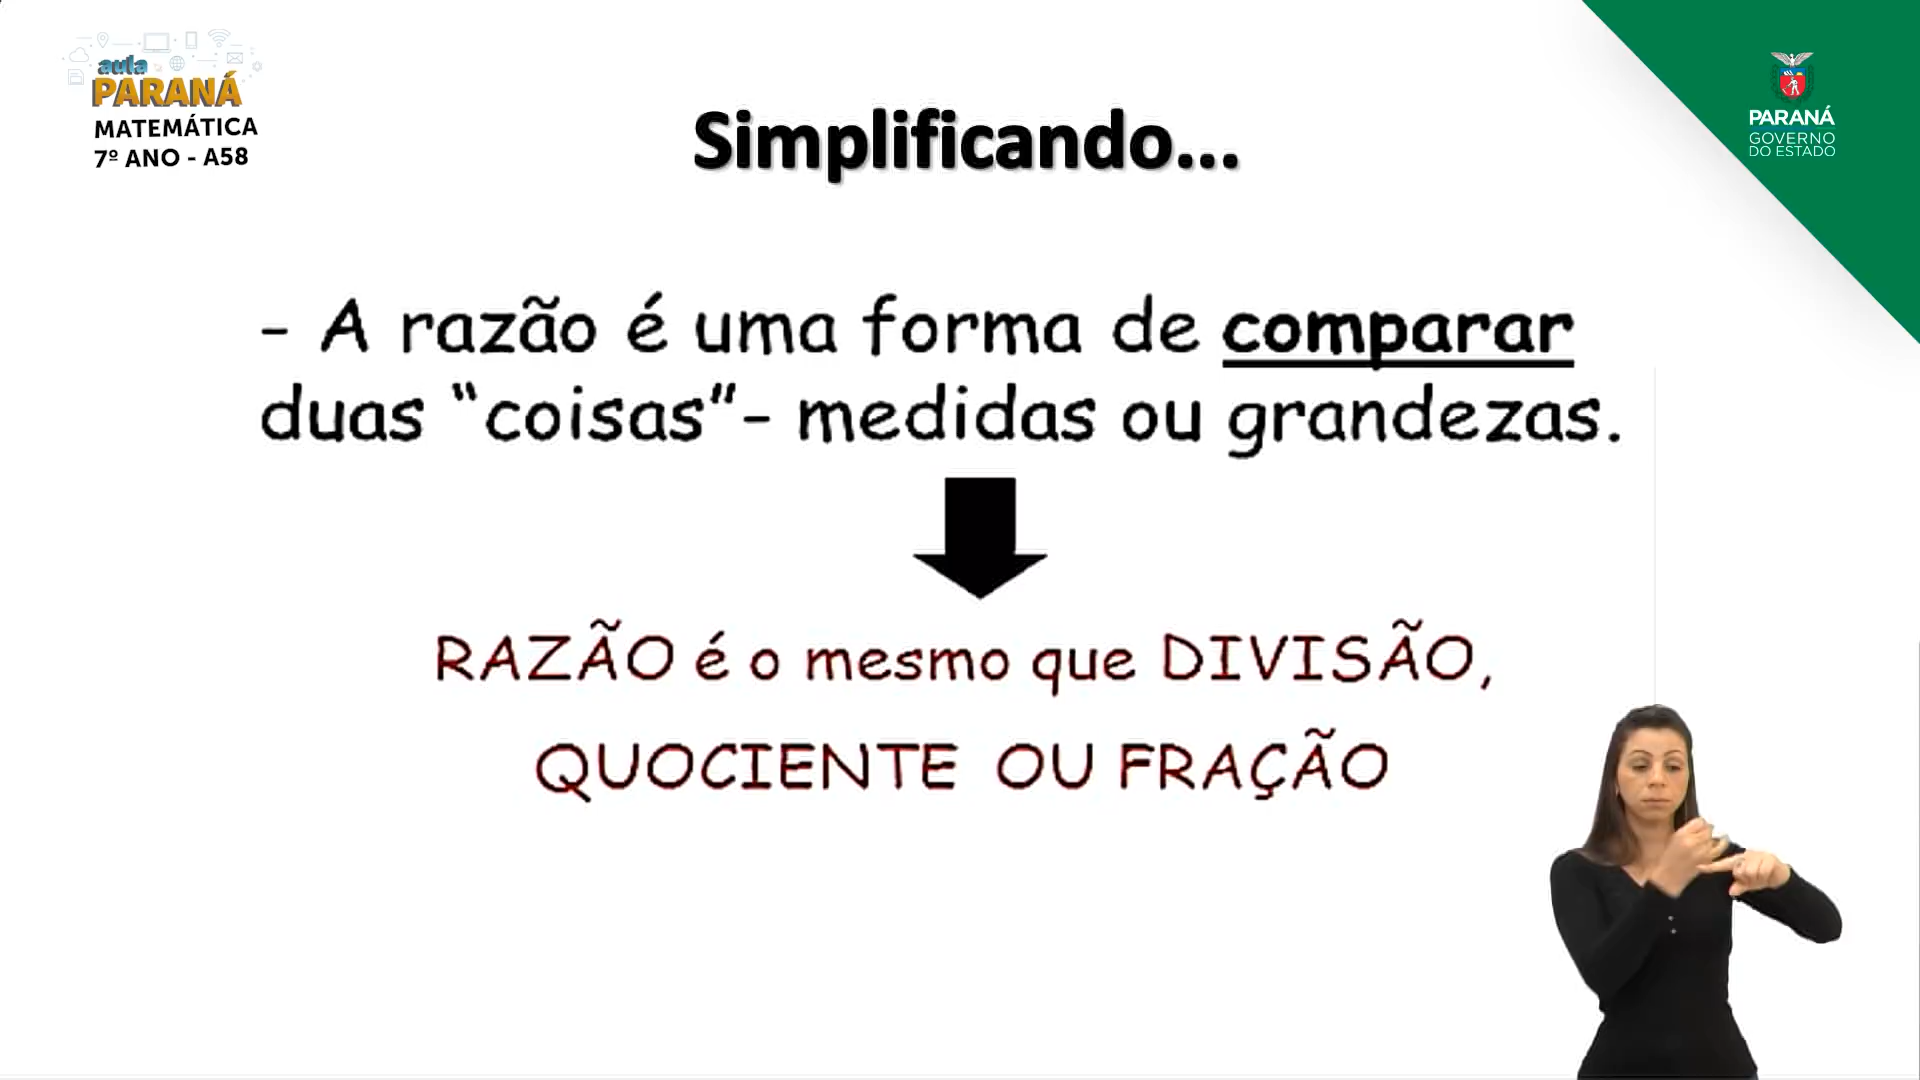 aula
PARANÁ
MATEMÁTICA
7º ANO - A58
PARANÁ
GOVERNO
DO ESTADO
Simplificando...
- A razão é uma forma de comparar
duas “coisas”- medidas ou grandezas.
RAZÃO é o mesmo que DIVISÃO,
QUOCIENTE OU FRAÇÃO